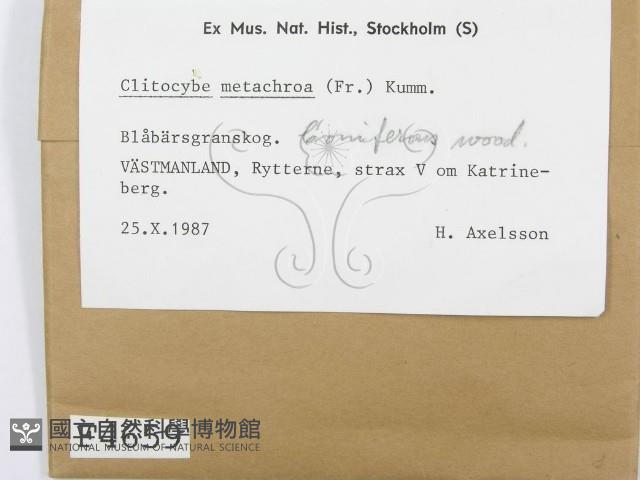 Ex Mus. Nat. Hist., Stockholm (S)
Clitocybe metachroa (Fr.) Kumm.
Blåbärsgranskog. Coniferous wood.
VÄSTMANLAND, Rytterne, strax V om Katrine-
berg.
25.X.1987 H. Axelsson
F4659
國立自然科學博物館
NATIONAL MUSEUM OF NATURAL SCIENCE